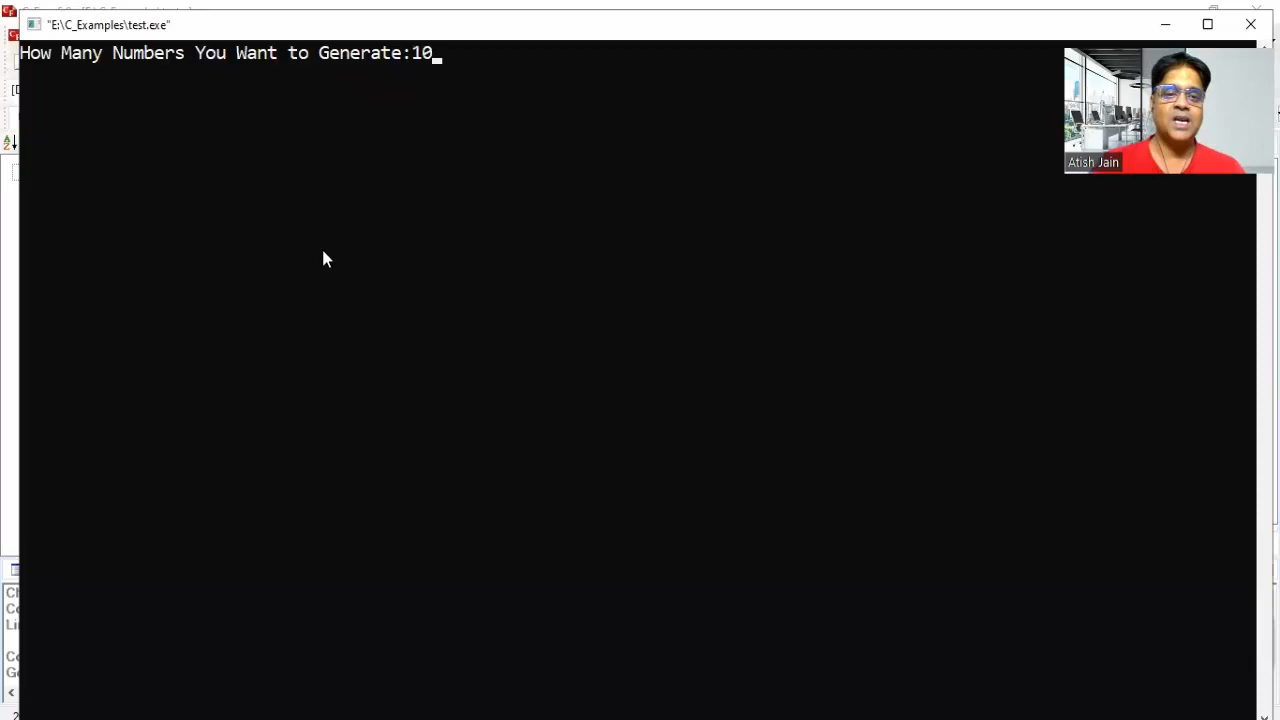 "E:\C_Examples\test.exe"
How Many Numbers You Want to Generate:10
Atish Jain